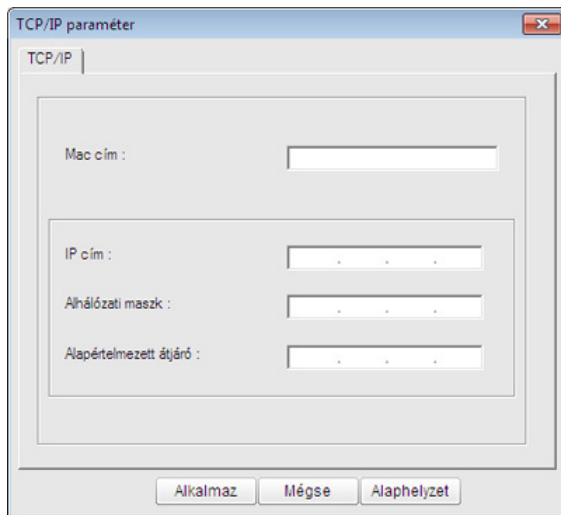 TCP/IP paraméter
TCP/IP
Mac cím :
IP cím :
. . .
Alhálózati maszk :
. . .
Alapértelmezett átjáró :
. . .
Alkalmaz Mégse Alaphelyzet